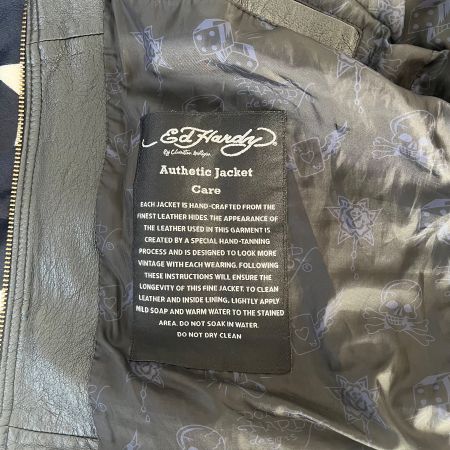 Ed Hardy
By Christian Audigier
Authetic Jacket
Care
EACH JACKET IS HAND-CRAFTED FROM THE
FINEST LEATHER HIDES. THE APPEARANCE OF
THE LEATHER USED IN THIS GARMENT IS
CREATED BY A SPECIAL HAND-TANNING
PROCESS AND IS DESIGNED TO LOOK MORE
VINTAGE WITH EACH WEARING. FOLLOWING
THESE INSTRUCTIONS WILL ENSURE THE
LONGEVITY OF THIS FINE JACKET. TO CLEAN
LEATHER AND INSIDE LINING. LIGHTLY APPLY
MILD SOAP AND WARM WATER TO THE STAINED
AREA. DO NOT SOAK IN WATER.
DO NOT DRY CLEAN